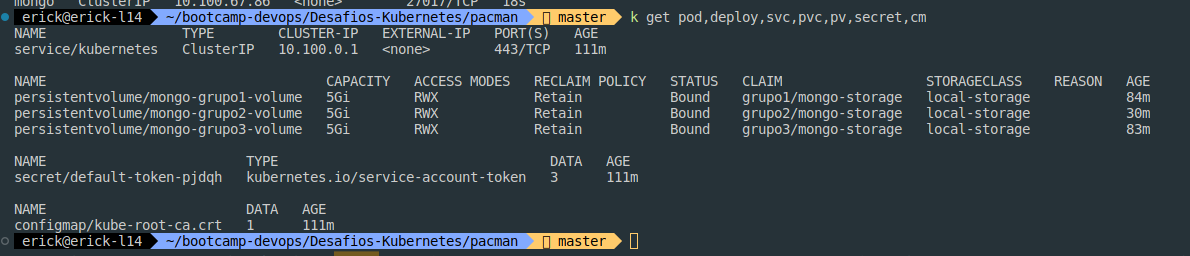 mongo   ClusterIP   10.100.67.86   <none>        27017/TCP   18s
erick@erick-l14  ~/bootcamp-devops/Desafios-Kubernetes/pacman  master  k get pod,deploy,svc,pvc,pv,secret,cm
NAME                 TYPE        CLUSTER-IP   EXTERNAL-IP   PORT(S)   AGE
service/kubernetes   ClusterIP   10.100.0.1   <none>        443/TCP   111m
NAME                                   CAPACITY   ACCESS MODES   RECLAIM POLICY   STATUS   CLAIM                  STORAGECLASS    REASON   AGE
persistentvolume/mongo-grupo1-volume   5Gi        RWX            Retain           Bound    grupo1/mongo-storage   local-storage            84m
persistentvolume/mongo-grupo2-volume   5Gi        RWX            Retain           Bound    grupo2/mongo-storage   local-storage            30m
persistentvolume/mongo-grupo3-volume   5Gi        RWX            Retain           Bound    grupo3/mongo-storage   local-storage            83m
NAME                         TYPE                                  DATA   AGE
secret/default-token-pjdqh   kubernetes.io/service-account-token   3      111m
NAME                         DATA   AGE
configmap/kube-root-ca.crt   1      111m
erick@erick-l14  ~/bootcamp-devops/Desafios-Kubernetes/pacman  master